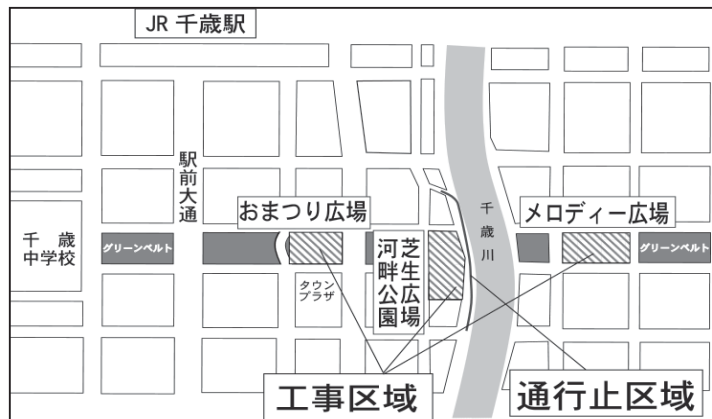 JR 千歳駅
駅前大通
おまつり広場
千歳川
メロディー広場
千歳
中学校
グリーンベルト
芝生広場
河畔公園
グリーンベルト
タウン
プラザ
工事区域
通行止区域